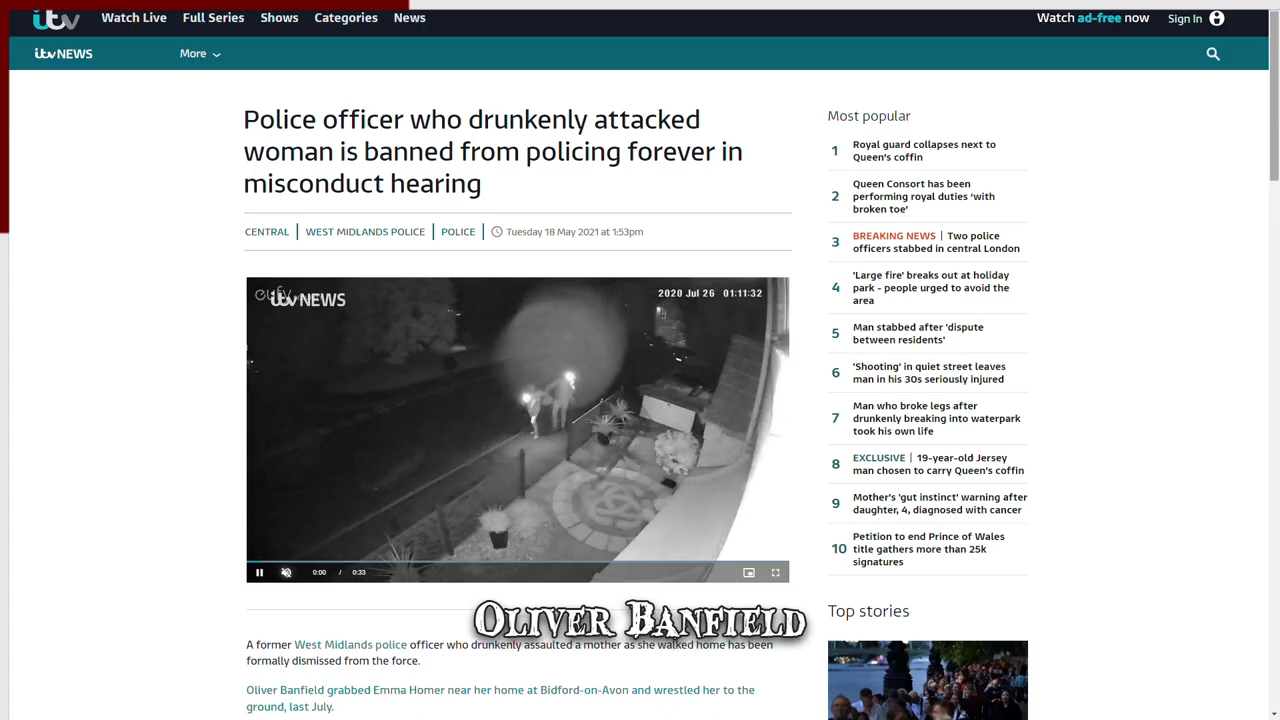 itv
Watch Live
Full Series
Shows
Categories
News
Watch ad-free now
Sign In
itv NEWS
More
Police officer who drunkenly attacked
woman is banned from policing forever in
misconduct hearing
CENTRAL
WEST MIDLANDS POLICE
POLICE
Tuesday 18 May 2021 at 1:53pm
eufy
itv NEWS
2020 Jul 26 01:11:32
0:00 / 0:33
OLIVER BANFIELD
A former West Midlands police officer who drunkenly assaulted a mother as she walked home has been
formally dismissed from the force.
Oliver Banfield grabbed Emma Homer near her home at Bidford-on-Avon and wrestled her to the
ground, last July.
Most popular
1 Royal guard collapses next to
Queen's coffin
2 Queen Consort has been
performing royal duties ‘with
broken toe’
3 BREAKING NEWS | Two police
officers stabbed in central London
4 'Large fire' breaks out at holiday
park - people urged to avoid the
area
5 Man stabbed after 'dispute
between residents'
6 'Shooting' in quiet street leaves
man in his 30s seriously injured
7 Man who broke legs after
drunkenly breaking into waterpark
took his own life
8 EXCLUSIVE | 19-year-old Jersey
man chosen to carry Queen's coffin
9 Mother's 'gut instinct' warning after
daughter, 4, diagnosed with cancer
10 Petition to end Prince of Wales
title gathers more than 25k
signatures
Top stories